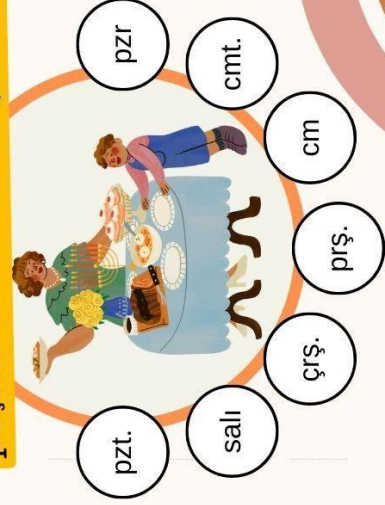 pzt.
salı
çrş.
prş.
cm
cmt.
pzr